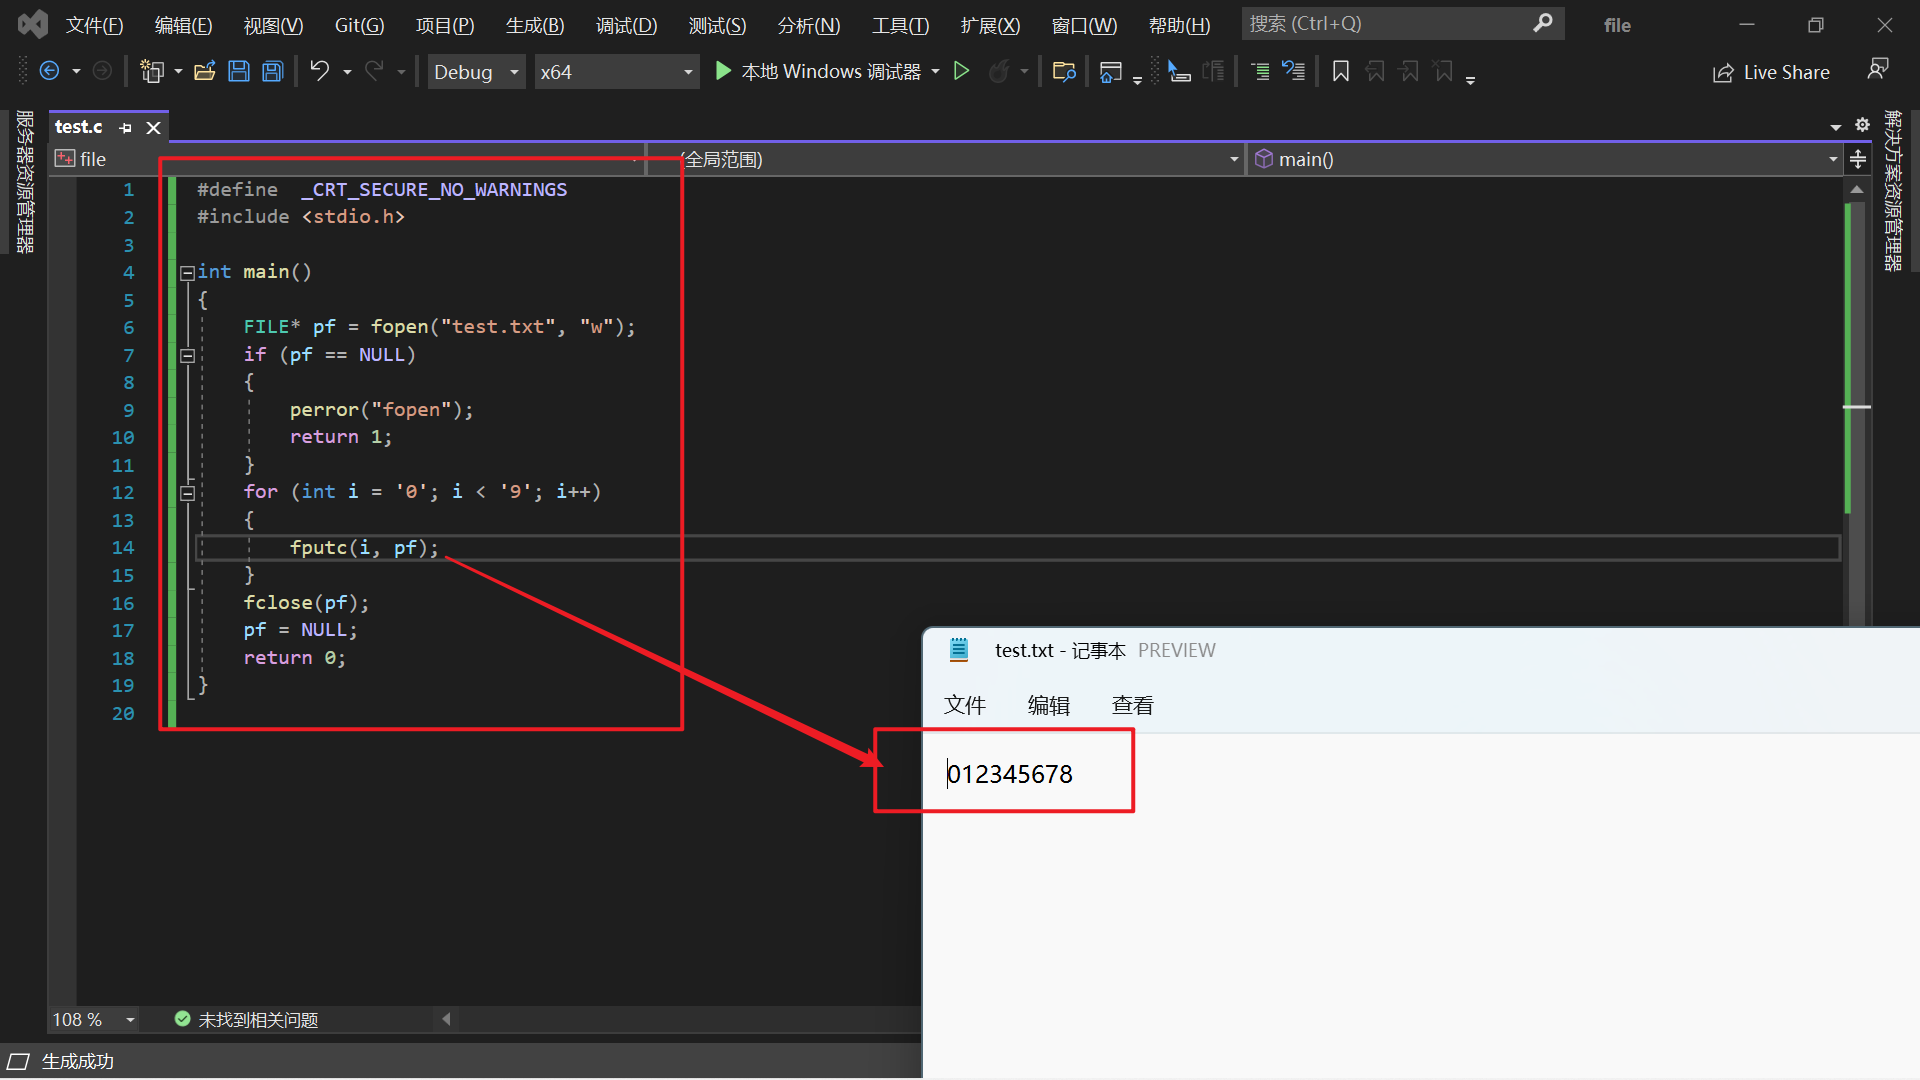 文件(F) 编辑(E) 视图(V) Git(G) 项目(P) 生成(B) 调试(D) 测试(S) 分析(N) 工具(T) 扩展(X) 窗口(W) 帮助(H) 搜索 (Ctrl+Q) file
Debug x64 本地 Windows 调试器 Live Share
服务器资源管理器
test.c
file (全局范围) main()
解决方案资源管理器
1 #define _CRT_SECURE_NO_WARNINGS
2 #include <stdio.h>
3
4 int main()
5 {
6 FILE* pf = fopen("test.txt", "w");
7 if (pf == NULL)
8 {
9 perror("fopen");
10 return 1;
11 }
12 for (int i = '0'; i < '9'; i++)
13 {
14 fputc(i, pf);
15 }
16 fclose(pf);
17 pf = NULL;
18 return 0;
19 }
20
test.txt - 记事本 PREVIEW
文件 编辑 查看
012345678
108 % 未找到相关问题
生成成功